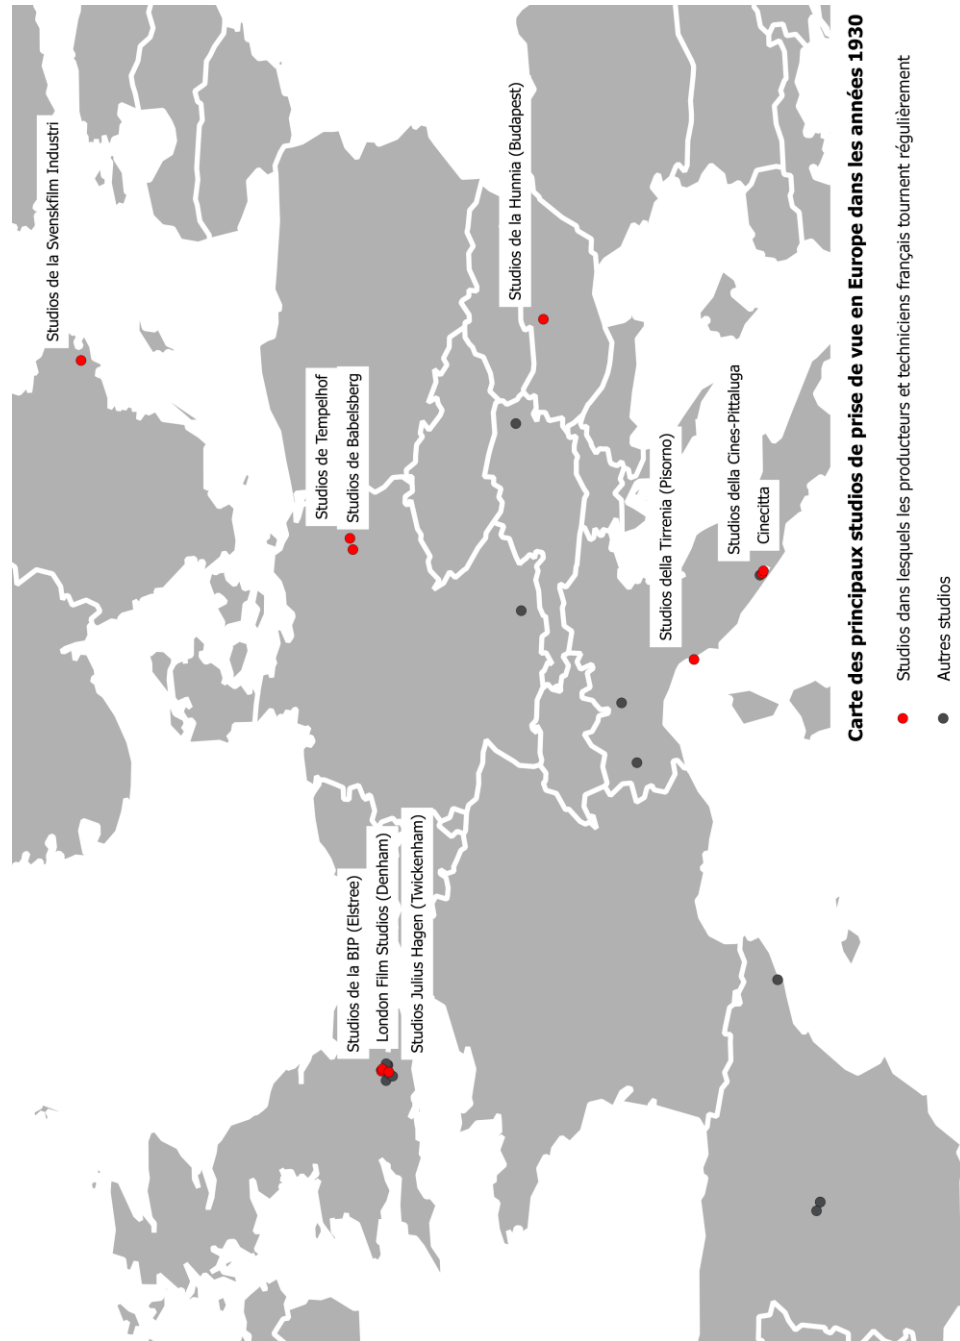 Studios de la Svenskfilm Industri
Studios de la BIP (Elstree)
London Film Studios (Denham)
Studios Julius Hagen (Twickenham)
Studios de Tempelhof
Studios de Babelsberg
Studios de la Hunnia (Budapest)
Studios della Tirrenia (Pisorno)
Studios della Cines-Pittaluga
Cinecitta
Carte des principaux studios de prise de vue en Europe dans les années 1930
Studios dans lesquels les producteurs et techniciens français tournent régulièrement
Autres studios